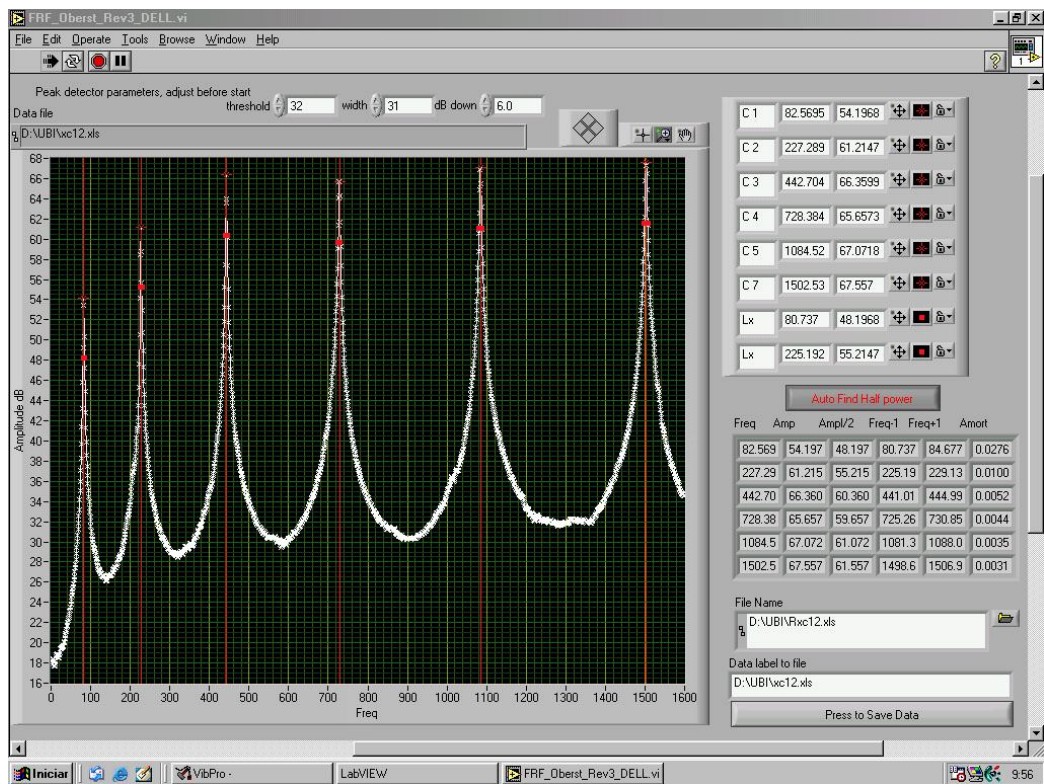 FRF_Oberst_Rev3_DELL.vi
File Edit Operate Tools Browse Window Help
Peak detector parameters, adjust before start
threshold 32 width 31 dB down 6.0
Data file
D:\UBI\xc12.xls
68
66
64
62
60
58
56
54
52
50
48
46
44
42
40
38
36
34
32
30
28
26
24
22
20
18
16
Amplitude dB
0 100 200 300 400 500 600 700 800 900 1000 1100 1200 1300 1400 1500 1600
Freq
C 1 82.5695 54.1968
C 2 227.289 61.2147
C 3 442.704 66.3599
C 4 728.384 65.6573
C 5 1084.52 67.0718
C 7 1502.53 67.557
Lx 80.737 48.1968
Lx 225.192 55.2147
Auto Find Half power
Freq Amp Ampl/2 Freq-1 Freq+1 Amort
82.569 54.197 48.197 80.737 84.677 0.0276
227.29 61.215 55.215 225.19 229.13 0.0100
442.70 66.360 60.360 441.01 444.99 0.0052
728.38 65.657 59.657 725.26 730.85 0.0044
1084.5 67.072 61.072 1081.3 1088.0 0.0035
1502.5 67.557 61.557 1498.6 1506.9 0.0031
File Name
D:\UBI\Rxc12.xls
Data label to file
D:\UBI\xc12.xls
Press to Save Data
Iniciar VibPro - LabVIEW FRF_Oberst_Rev3_DELL.vi 9:56